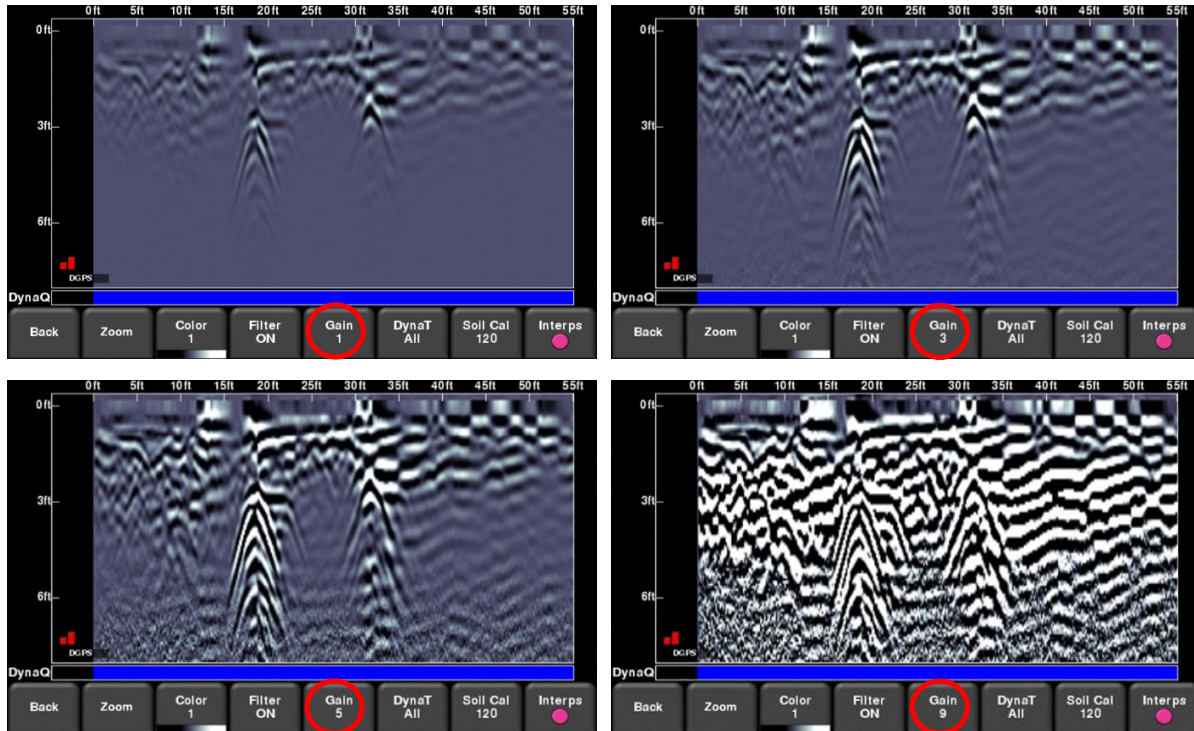 0ft 5ft 10ft 15ft 20ft 25ft 30ft 35ft 40ft 45ft 50ft 55ft
0ft
3ft
6ft
DGPS
DynaQ
Back Zoom Color 1 Filter ON Gain 1 DynaT All Soil Cal 120 Interps
0ft 5ft 10ft 15ft 20ft 25ft 30ft 35ft 40ft 45ft 50ft 55ft
0ft
3ft
6ft
DGPS
DynaQ
Back Zoom Color 1 Filter ON Gain 3 DynaT All Soil Cal 120 Interps
0ft 5ft 10ft 15ft 20ft 25ft 30ft 35ft 40ft 45ft 50ft 55ft
0ft
3ft
6ft
DGPS
DynaQ
Back Zoom Color 1 Filter ON Gain 5 DynaT All Soil Cal 120 Interps
0ft 5ft 10ft 15ft 20ft 25ft 30ft 35ft 40ft 45ft 50ft 55ft
0ft
3ft
6ft
DGPS
DynaQ
Back Zoom Color 1 Filter ON Gain 9 DynaT All Soil Cal 120 Interps